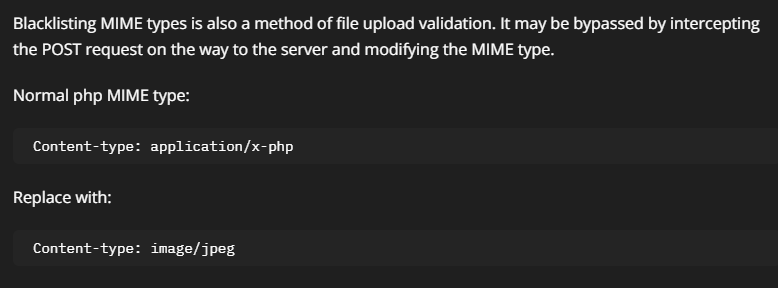 Blacklisting MIME types is also a method of file upload validation. It may be bypassed by intercepting
the POST request on the way to the server and modifying the MIME type.
Normal php MIME type:
Content-type: application/x-php
Replace with:
Content-type: image/jpeg